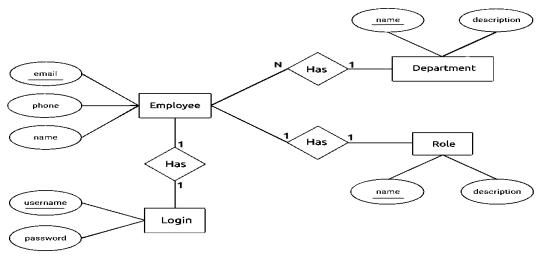 name
description
email
N
Has
1
Department
phone
Employee
name
1
Has
1
Role
1
Has
1
name
description
username
Login
password